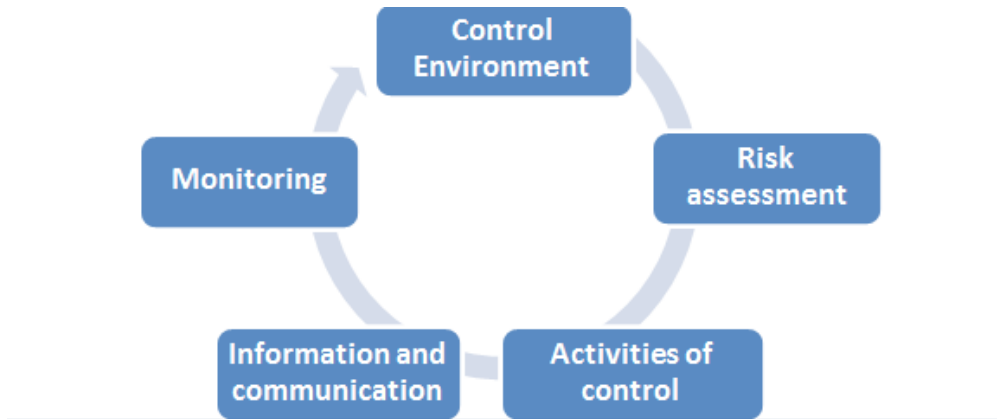 Control
Environment
Risk
assessment
Activities of
control
Information and
communication
Monitoring